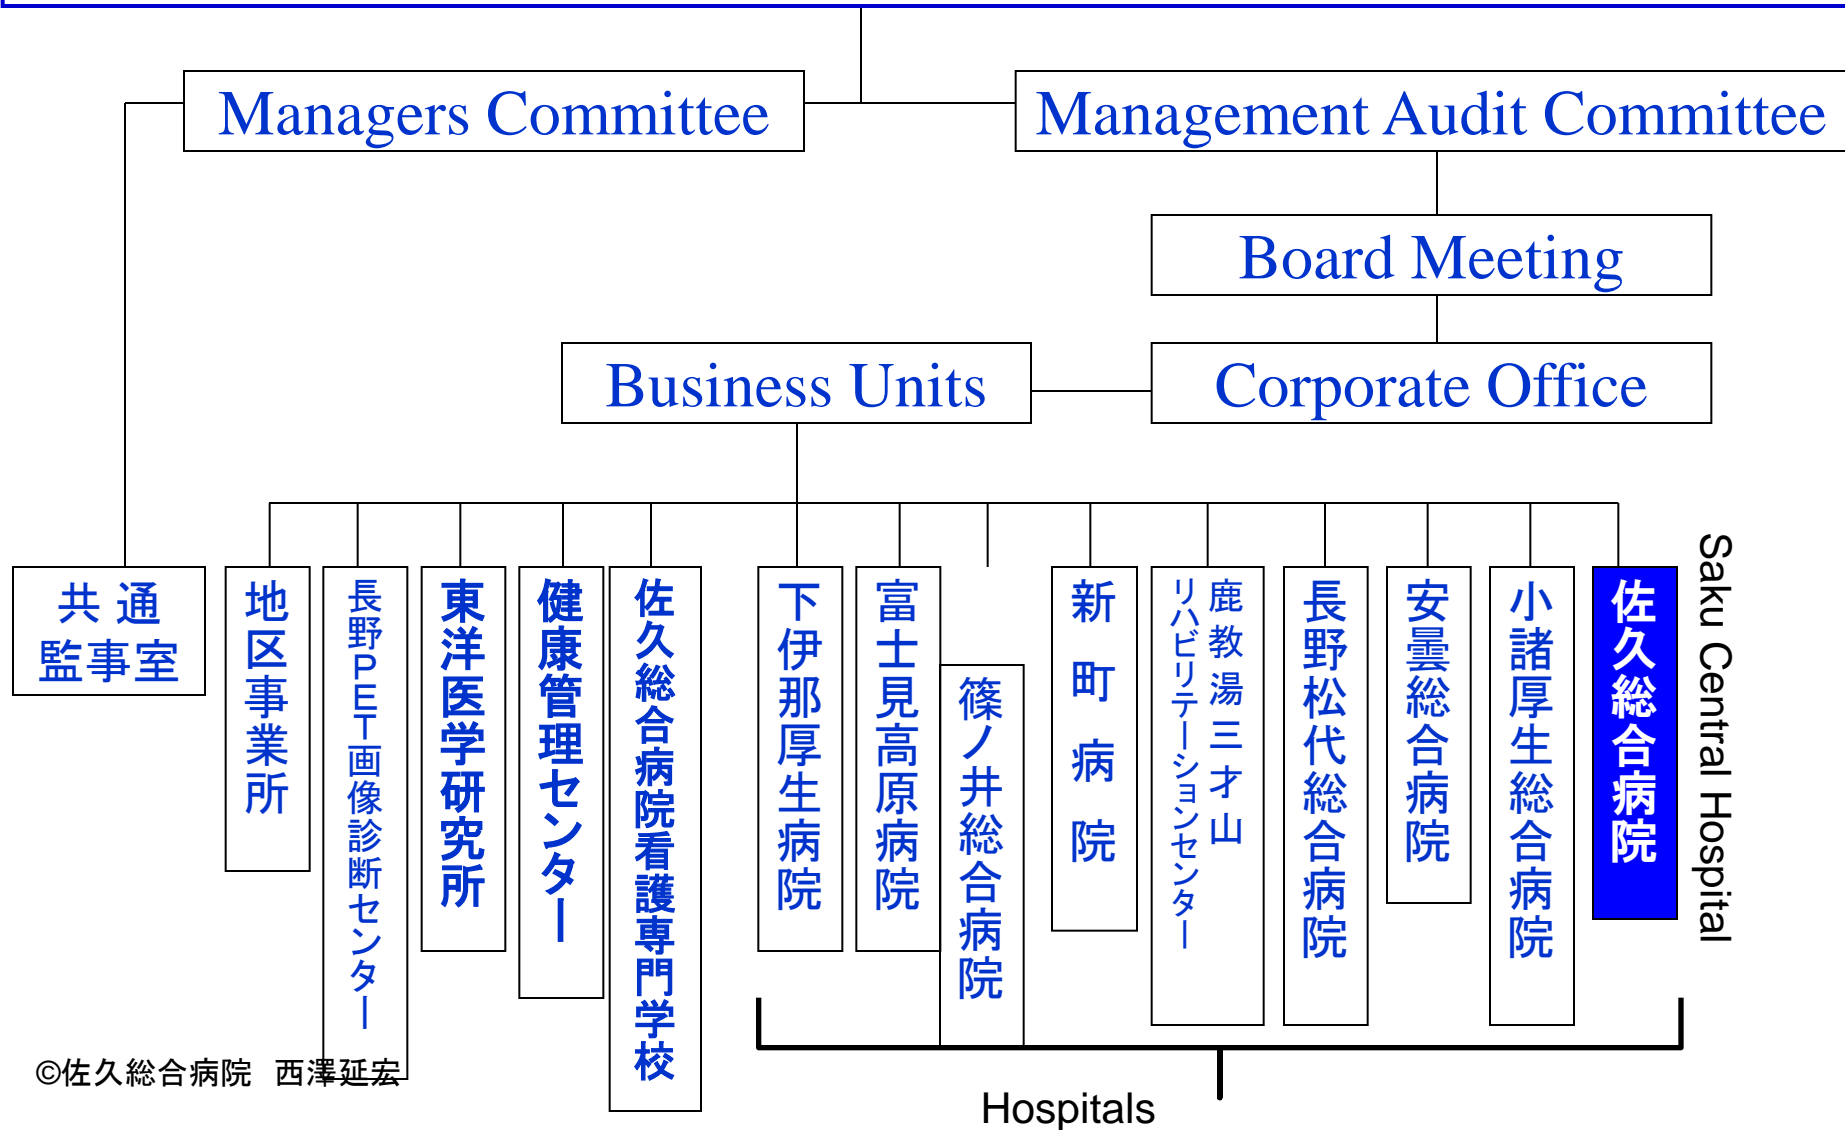 Managers Committee
Management Audit Committee
Board Meeting
Business Units
Corporate Office
共 通
監事室
地区事業所
長野PET画像診断センター
東洋医学研究所
健康管理センター
佐久総合病院看護専門学校
下伊那厚生病院
富士見高原病院
篠ノ井総合病院
新町病院
鹿教湯三才山
リハビリテーションセンター
長野松代総合病院
安曇総合病院
小諸厚生総合病院
佐久総合病院
Saku Central Hospital
©佐久総合病院　西澤延宏
Hospitals